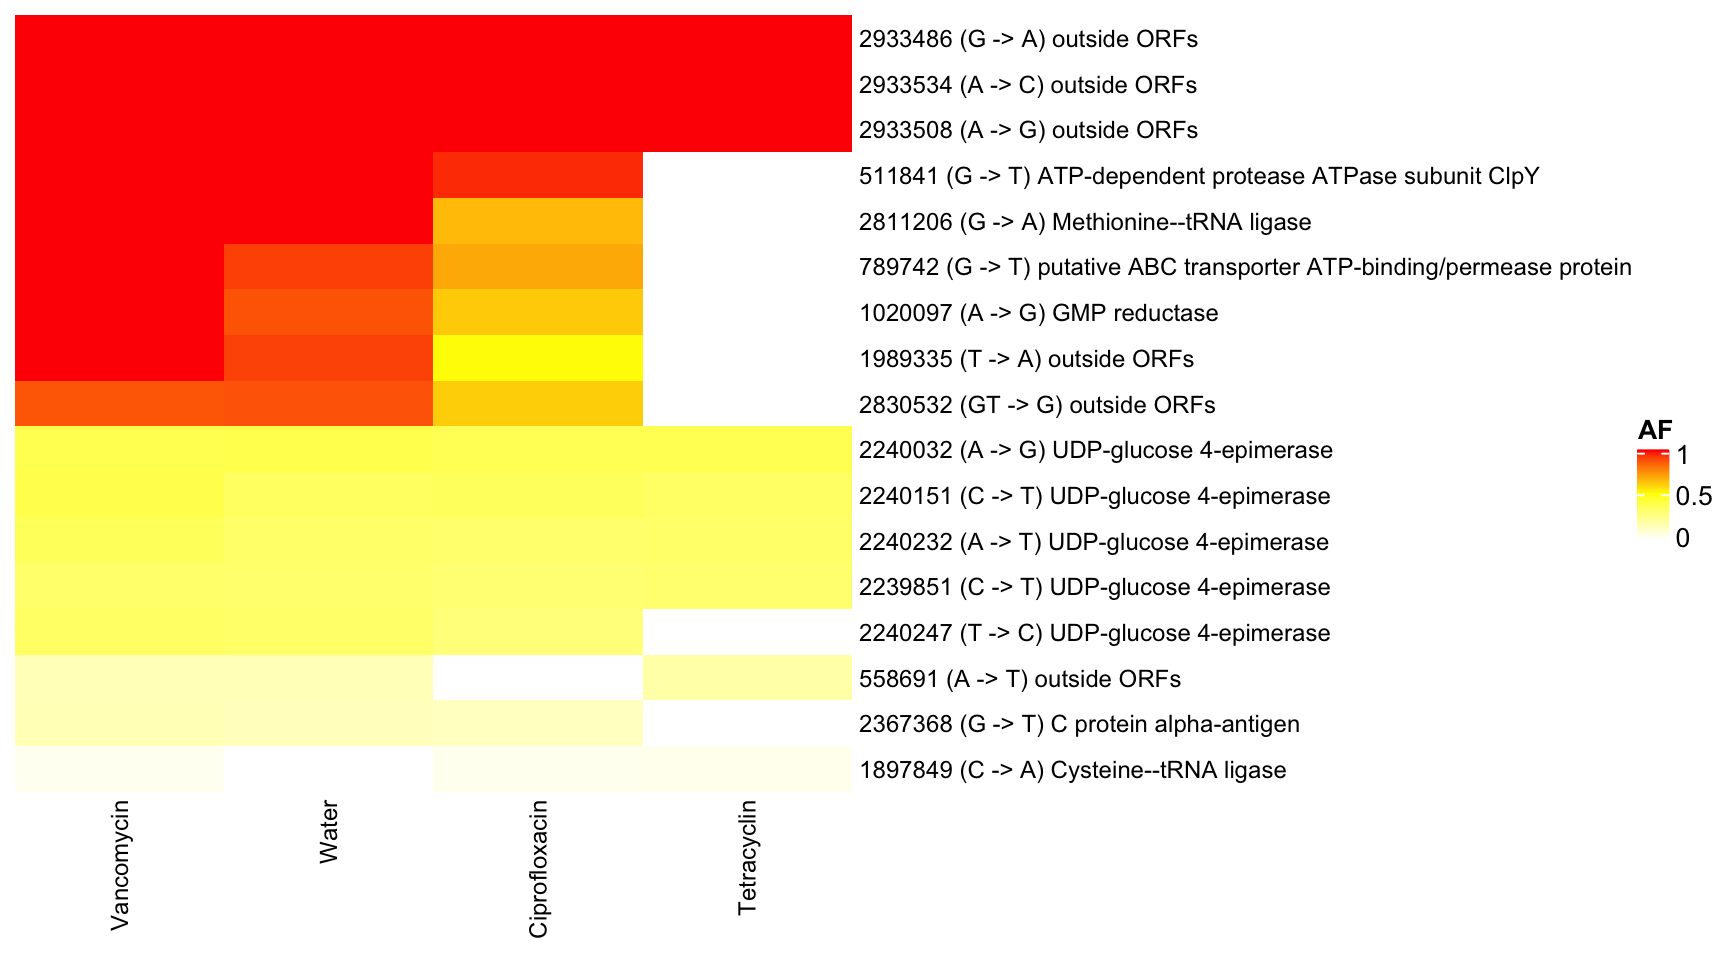 2933486 (G -> A) outside ORFs
2933534 (A -> C) outside ORFs
2933508 (A -> G) outside ORFs
511841 (G -> T) ATP-dependent protease ATPase subunit ClpY
2811206 (G -> A) Methionine--tRNA ligase
789742 (G -> T) putative ABC transporter ATP-binding/permease protein
1020097 (A -> G) GMP reductase
1989335 (T -> A) outside ORFs
2830532 (GT -> G) outside ORFs
2240032 (A -> G) UDP-glucose 4-epimerase
2240151 (C -> T) UDP-glucose 4-epimerase
2240232 (A -> T) UDP-glucose 4-epimerase
2239851 (C -> T) UDP-glucose 4-epimerase
2240247 (T -> C) UDP-glucose 4-epimerase
558691 (A -> T) outside ORFs
2367368 (G -> T) C protein alpha-antigen
1897849 (C -> A) Cysteine--tRNA ligase
AF
1
0.5
0
Vancomycin
Water
Ciprofloxacin
Tetracyclin